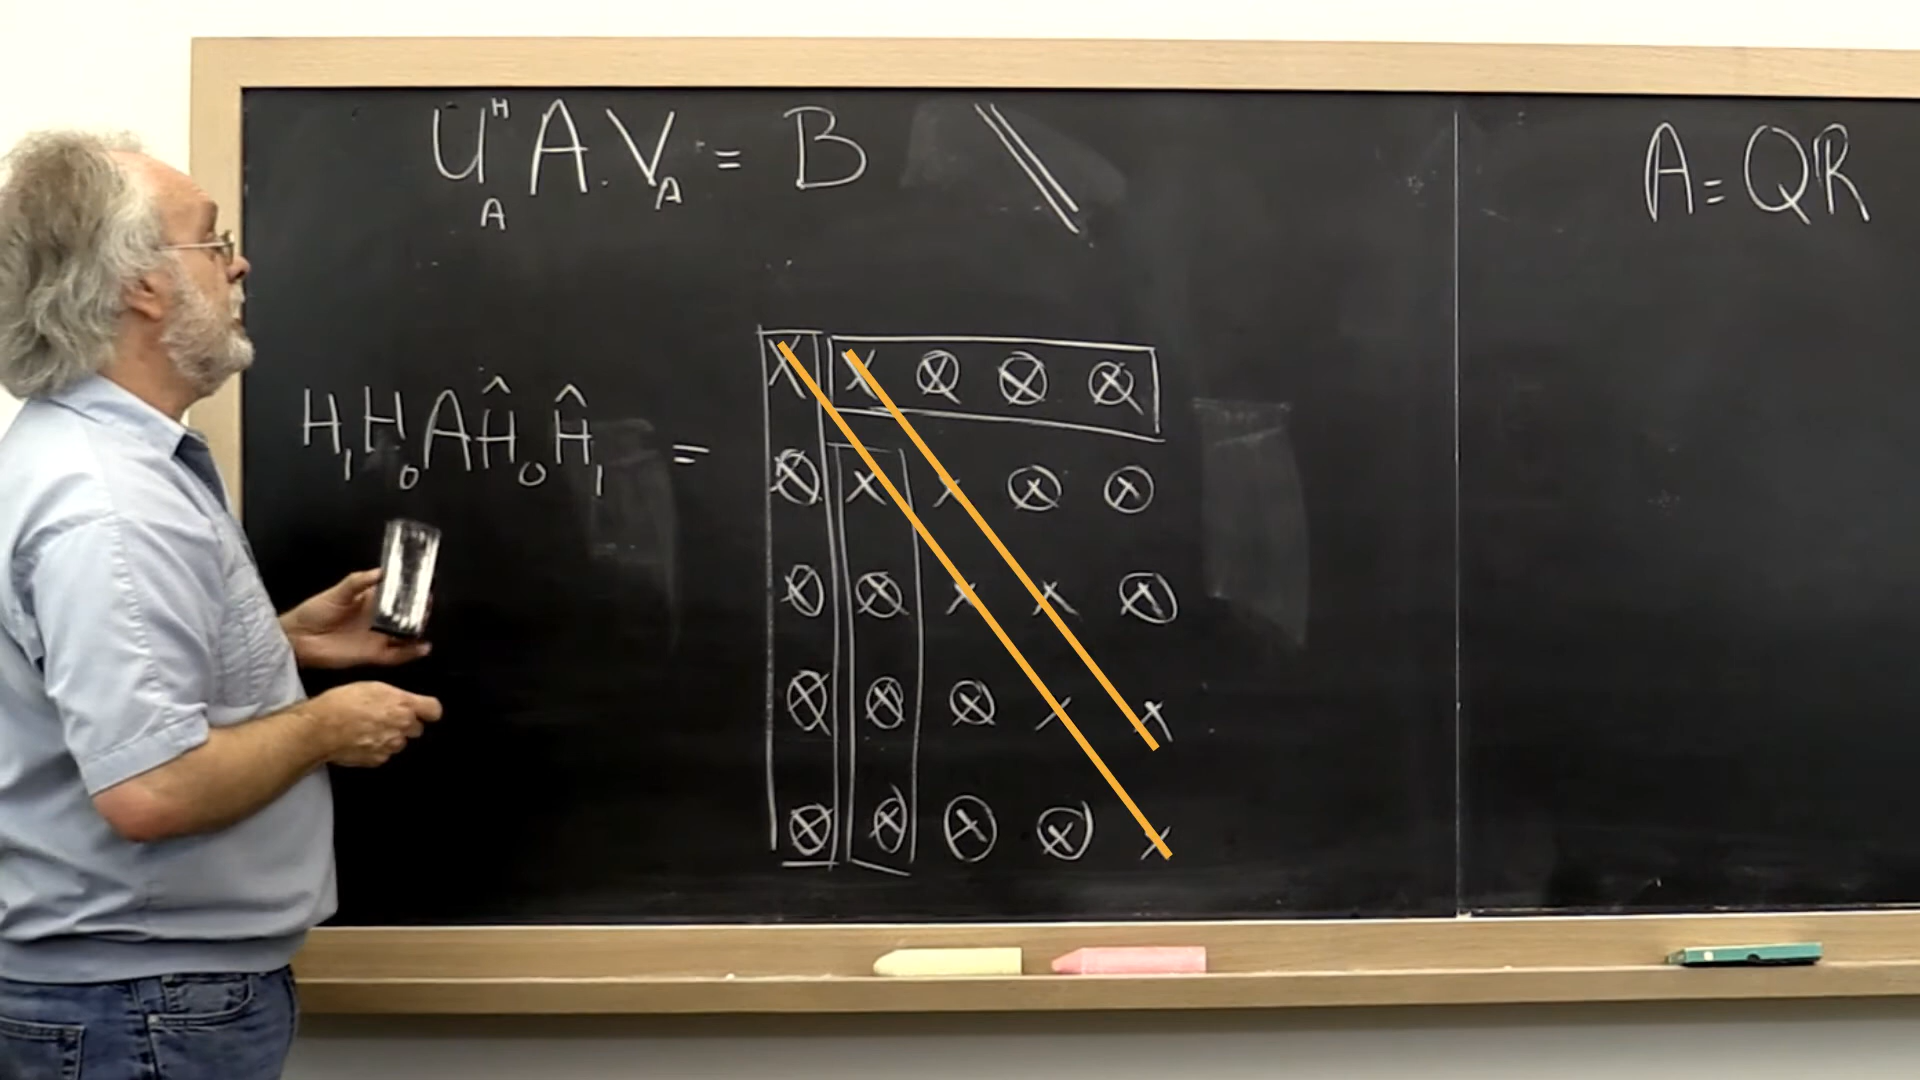 U_A^H A V_A = B
A = QR
H_1 H_0 A Ĥ_0 Ĥ_1 =
X X ⊗ ⊗ ⊗
⊗ X X ⊗ ⊗
⊗ ⊗ X X ⊗
⊗ ⊗ ⊗ X X
⊗ ⊗ ⊗ ⊗ X